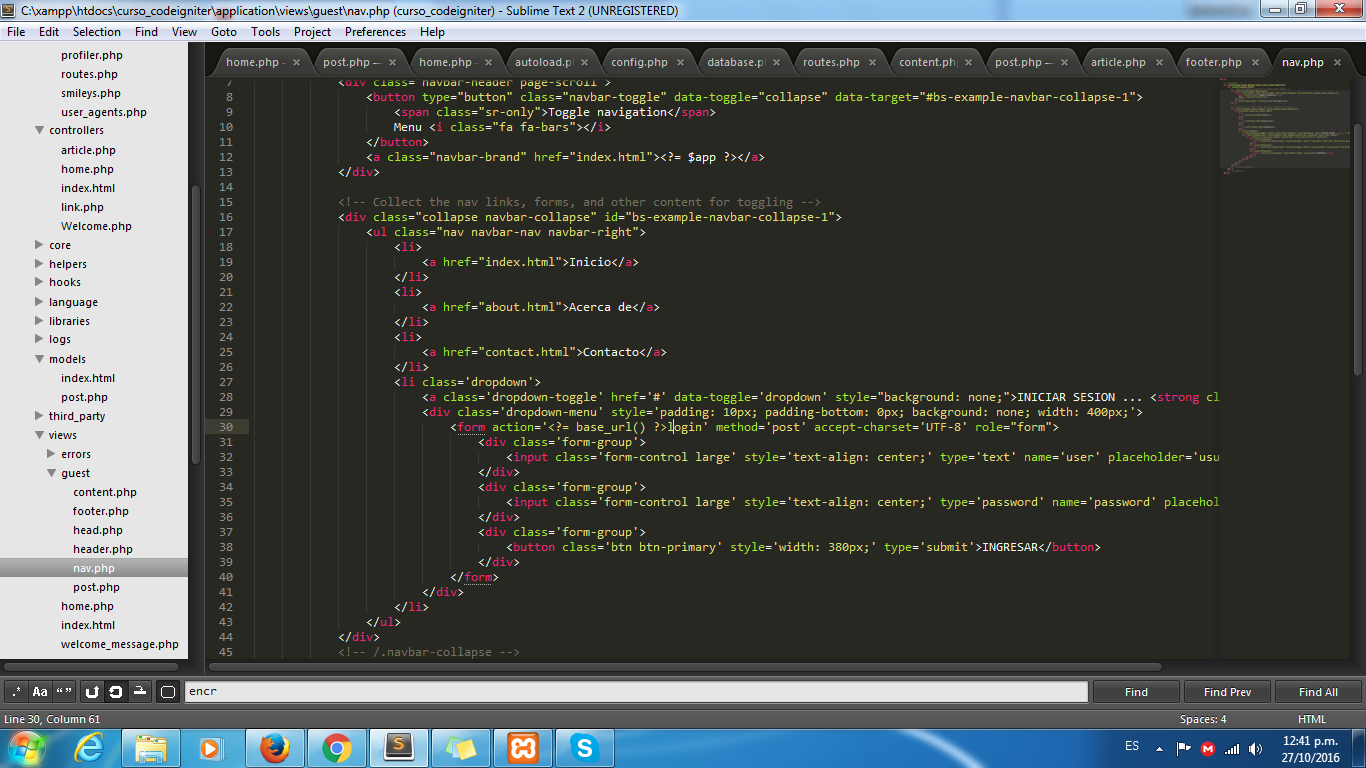 C:\xampp\htdocs\curso_codeigniter\application\views\guest\nav.php (curso_codeigniter) - Sublime Text 2 (UNREGISTERED)
File Edit Selection Find View Goto Tools Project Preferences Help
home.php - post.php — home.php - autoload.p config.php database.p routes.php content.ph post.php — article.php footer.php nav.php
profiler.php
routes.php
smileys.php
user_agents.php
controllers
article.php
home.php
index.html
link.php
Welcome.php
core
helpers
hooks
language
libraries
logs
models
index.html
post.php
third_party
views
errors
guest
content.php
footer.php
head.php
header.php
nav.php
post.php
home.php
index.html
welcome_message.php
7 <div class="navbar-header page-scroll">
8 <button type="button" class="navbar-toggle" data-toggle="collapse" data-target="#bs-example-navbar-collapse-1">
9 <span class="sr-only">Toggle navigation</span>
10 Menu <i class="fa fa-bars"></i>
11 </button>
12 <a class="navbar-brand" href="index.html"><?= $app ?></a>
13 </div>
14
15 <!-- Collect the nav links, forms, and other content for toggling -->
16 <div class="collapse navbar-collapse" id="bs-example-navbar-collapse-1">
17 <ul class="nav navbar-nav navbar-right">
18 <li>
19 <a href="index.html">Inicio</a>
20 </li>
21 <li>
22 <a href="about.html">Acerca de</a>
23 </li>
24 <li>
25 <a href="contact.html">Contacto</a>
26 </li>
27 <li class='dropdown'>
28 <a class='dropdown-toggle' href='#' data-toggle='dropdown' style="background: none;">INICIAR SESION ... <strong cl
29 <div class='dropdown-menu' style='padding: 10px; padding-bottom: 0px; background: none; width: 400px;'>
30 <form action='<?= base_url() ?>login' method='post' accept-charset='UTF-8' role="form">
31 <div class='form-group'>
32 <input class='form-control large' style='text-align: center;' type='text' name='user' placeholder='usu
33 </div>
34 <div class='form-group'>
35 <input class='form-control large' style='text-align: center;' type='password' name='password' placehol
36 </div>
37 <div class='form-group'>
38 <button class='btn btn-primary' style='width: 380px;' type='submit'>INGRESAR</button>
39 </div>
40 </form>
41 </div>
42 </li>
43 </ul>
44 </div>
45 <!-- /.navbar-collapse -->
.* Aa “ ” encr Find Find Prev Find All
Line 30, Column 61 Spaces: 4 HTML
ES 12:41 p.m.
27/10/2016